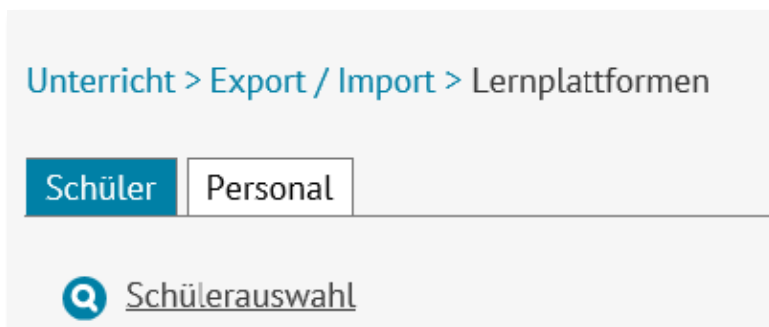 Unterricht > Export / Import > Lernplattformen
Schüler Personal
Schülerauswahl